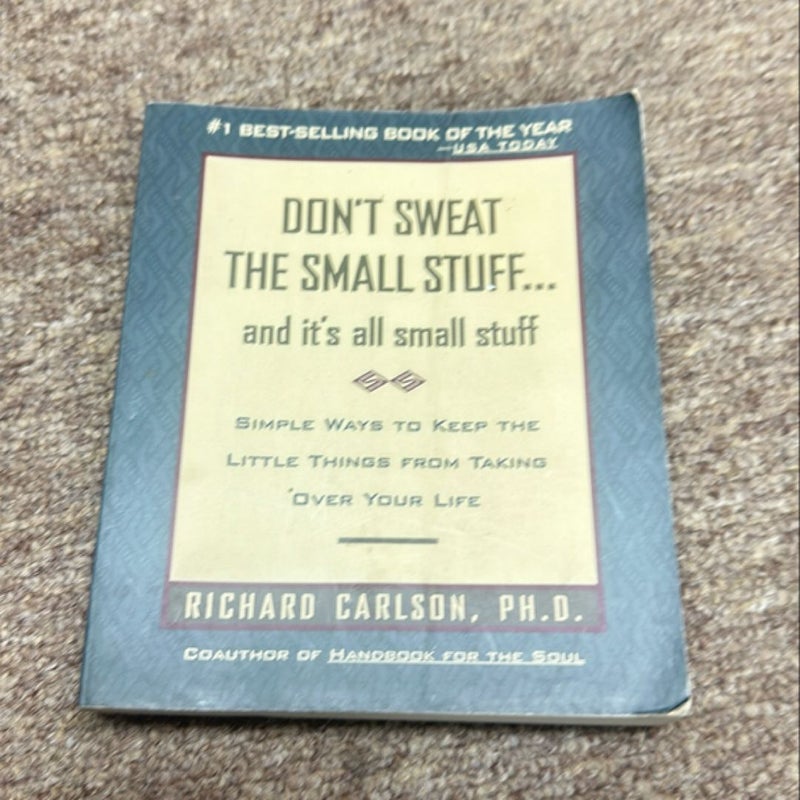 #1 BEST-SELLING BOOK OF THE YEAR
—USA TODAY
DON'T SWEAT
THE SMALL STUFF...
and it's all small stuff
SIMPLE WAYS TO KEEP THE
LITTLE THINGS FROM TAKING
OVER YOUR LIFE
RICHARD CARLSON, PH.D.
COAUTHOR OF HANDBOOK FOR THE SOUL